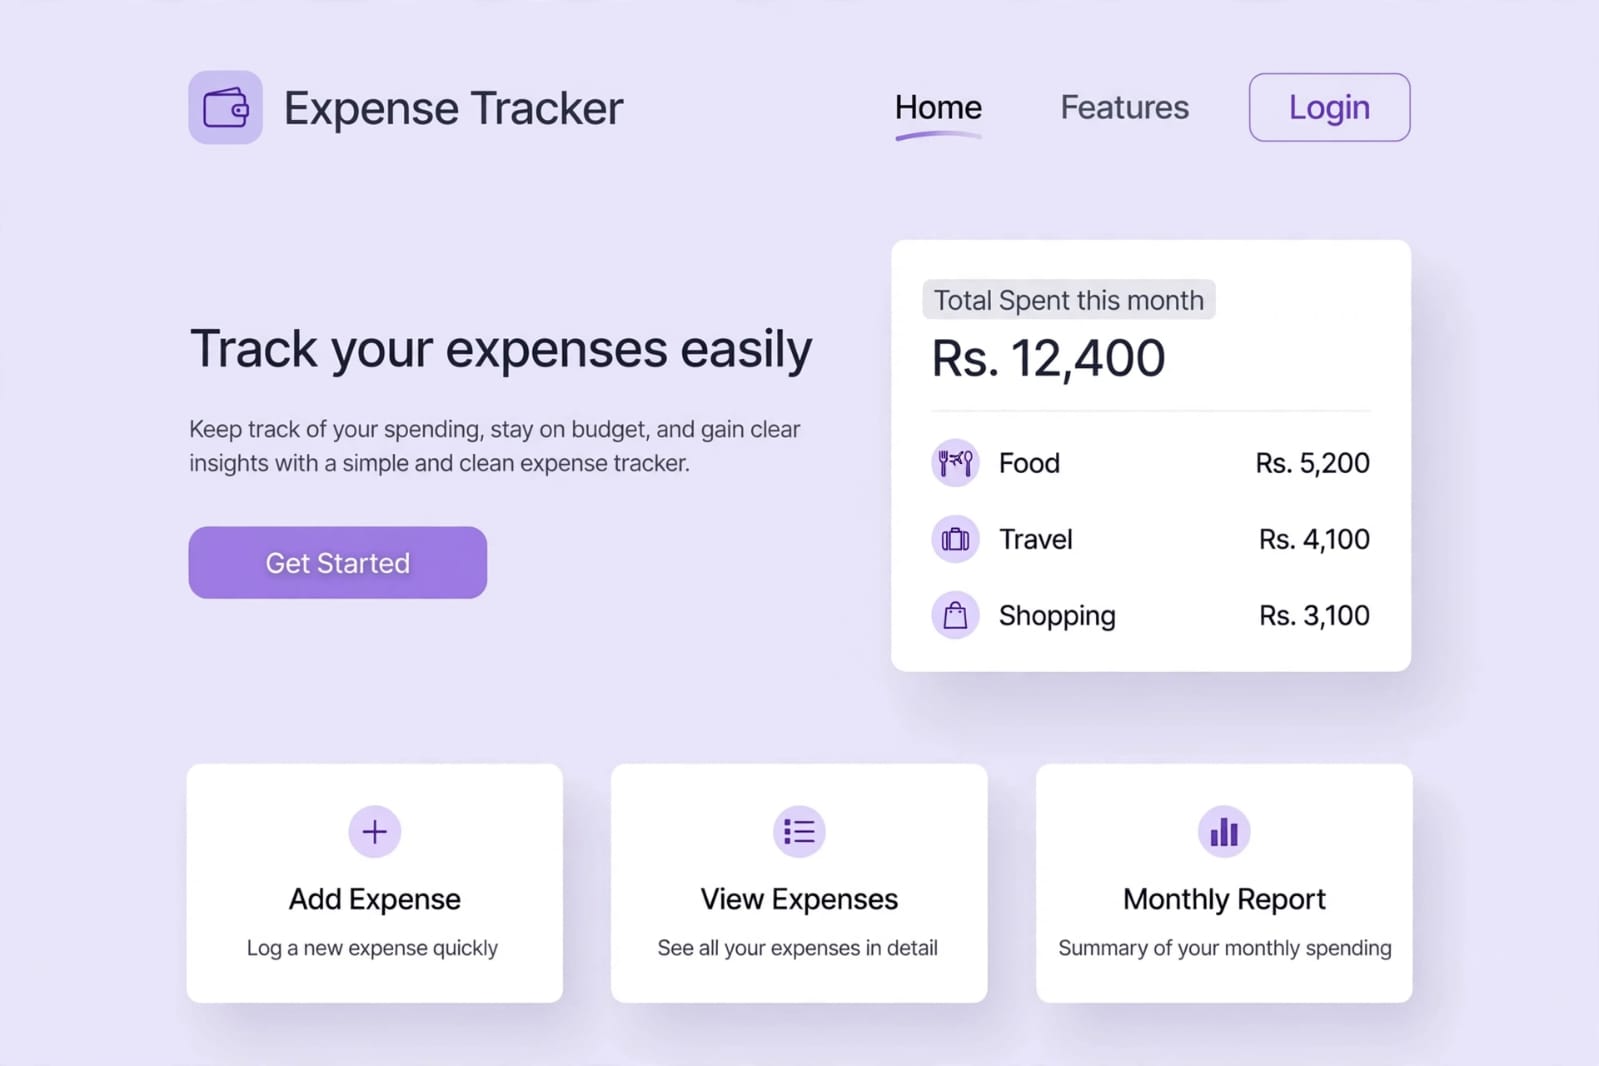 Expense Tracker
Home
Features
Login
Track your expenses easily
Keep track of your spending, stay on budget, and gain clear
insights with a simple and clean expense tracker.
Get Started
Total Spent this month
Rs. 12,400
Food Rs. 5,200
Travel Rs. 4,100
Shopping Rs. 3,100
Add Expense
Log a new expense quickly
View Expenses
See all your expenses in detail
Monthly Report
Summary of your monthly spending